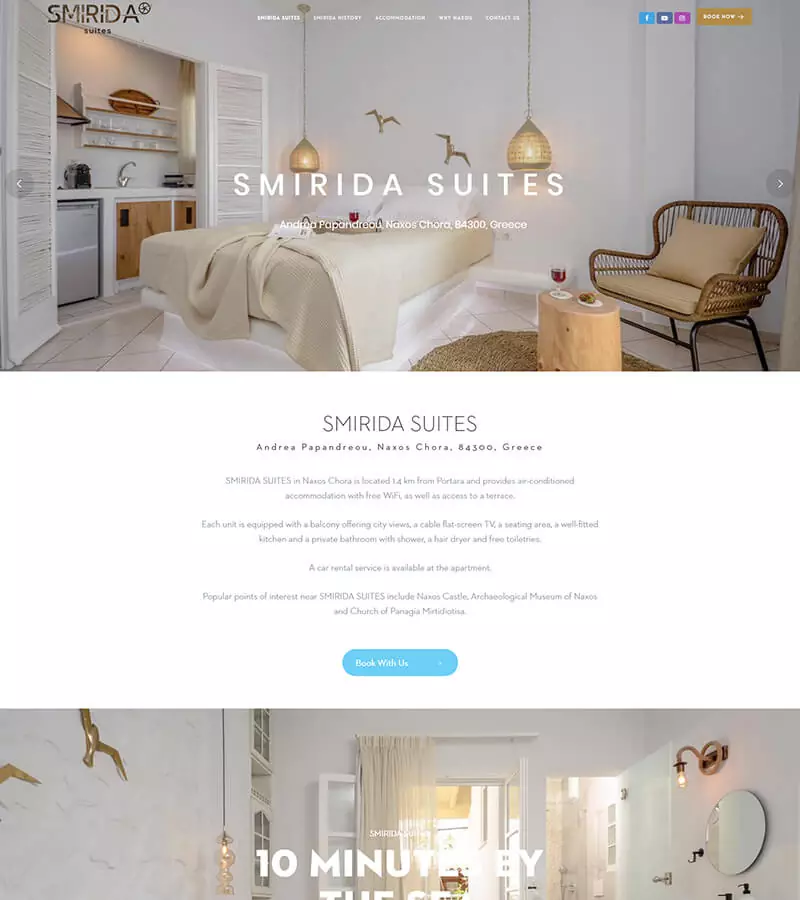 SMIRIDA
suites
SMIRIDA SUITES
SMIRIDA HISTORY
ACCOMMODATION
WHY NAXOS
CONTACT US
BOOK NOW
SMIRIDA SUITES
Andrea Papandreou, Naxos Chora, 84300, Greece
SMIRIDA SUITES
Andrea Papandreou, Naxos Chora, 84300, Greece
SMIRIDA SUITES in Naxos Chora is located 1.4 km from Portara and provides air-conditioned
accommodation with free WiFi, as well as access to a terrace.
Each unit is equipped with a balcony offering city views, a cable flat-screen TV, a seating area, a well-fitted
kitchen and a private bathroom with shower, a hair dryer and free toiletries.
A car rental service is available at the apartment.
Popular points of interest near SMIRIDA SUITES include Naxos Castle, Archaeological Museum of Naxos
and Church of Panagia Mirtidiotisa.
Book With Us
SMIRIDA SUITES
10 MINUTES BY
THE SEA